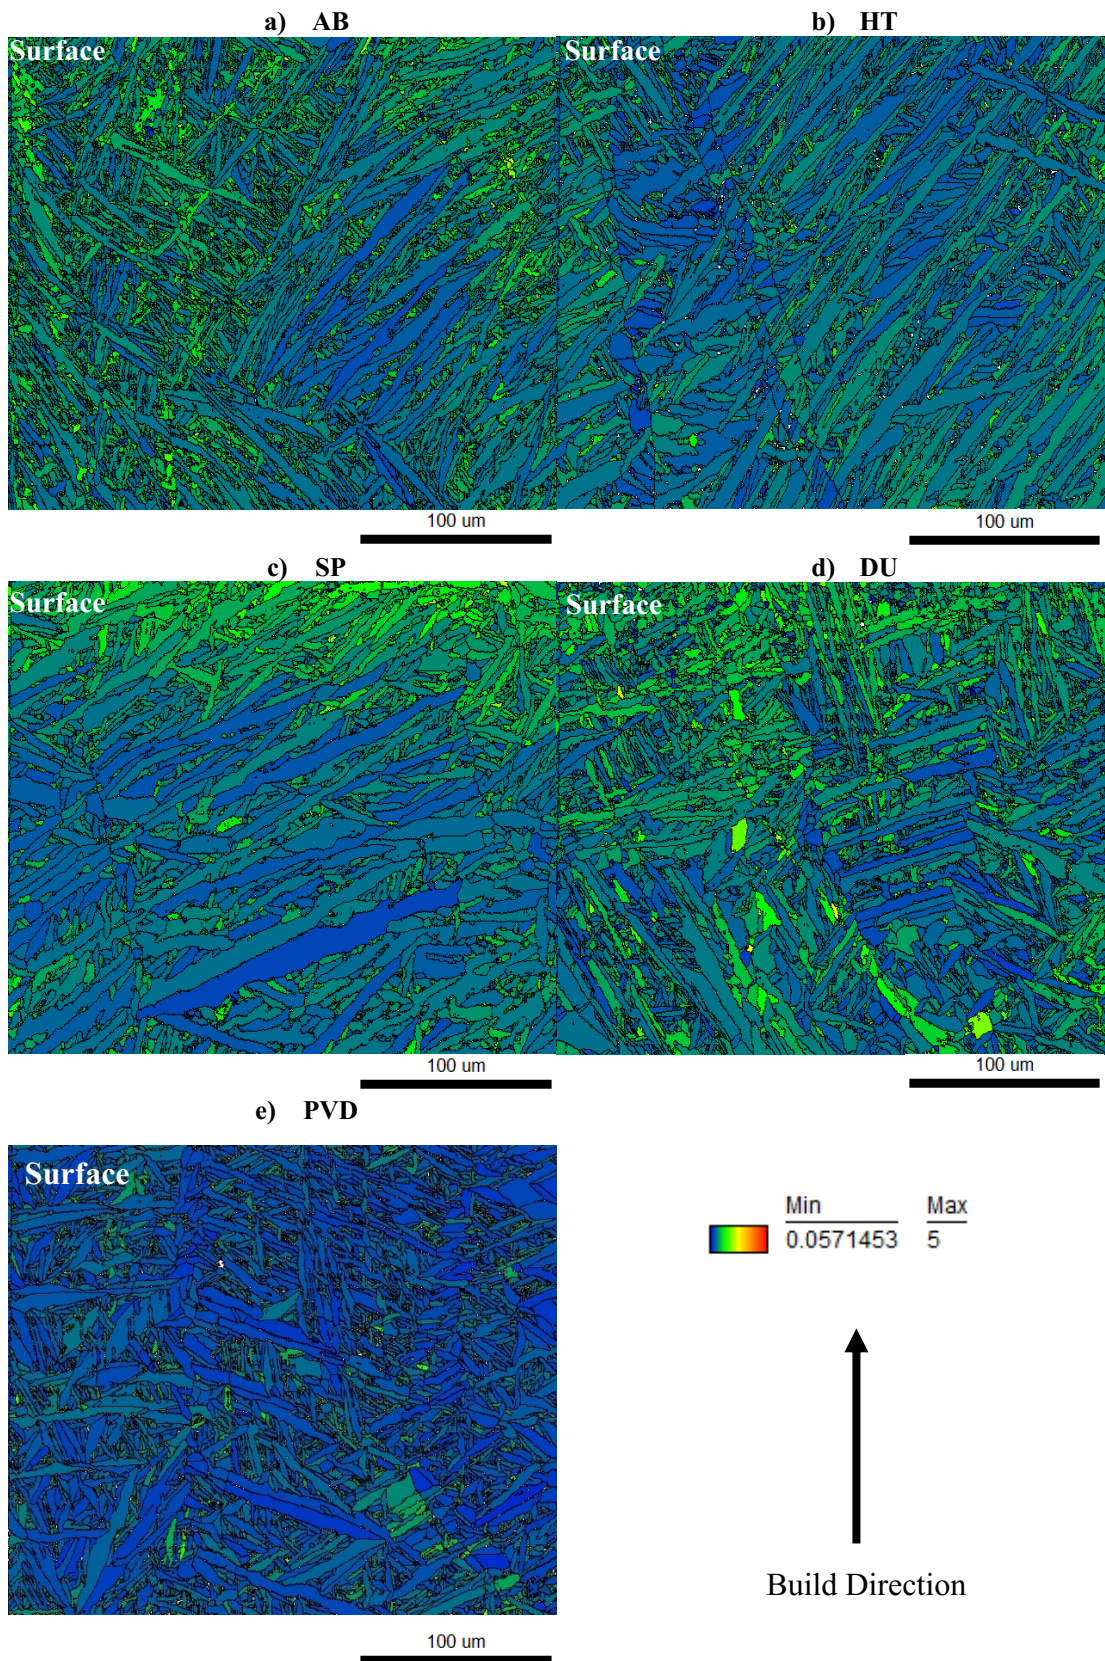 a) AB
b) HT
Surface
Surface
100 um
100 um
c) SP
d) DU
Surface
Surface
100 um
100 um
e) PVD
Surface
Min Max
0.0571453 5
Build Direction
100 um